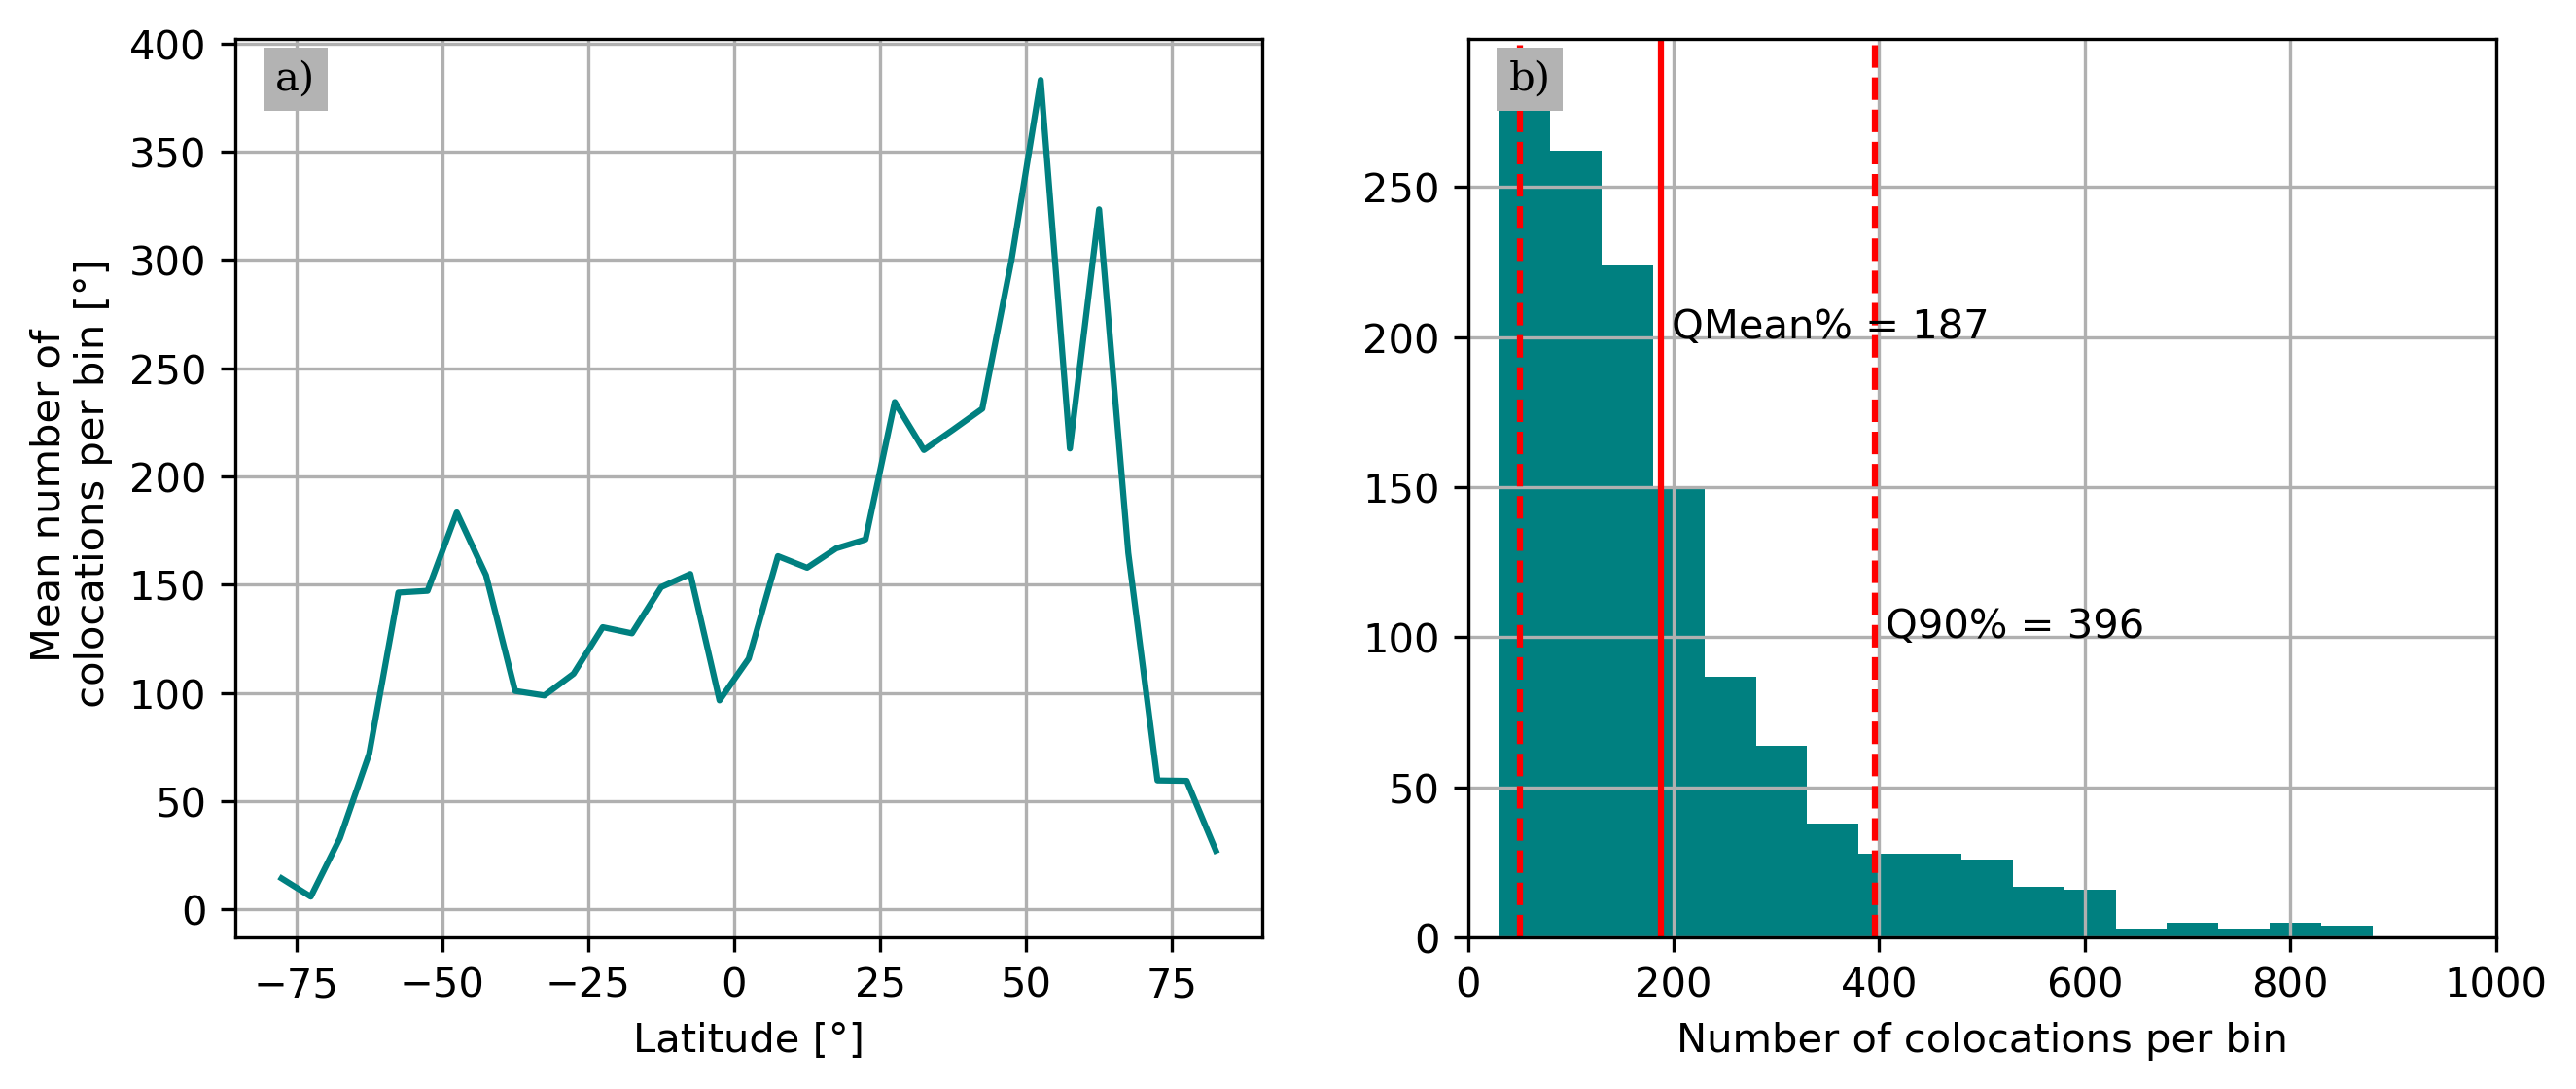 a)
400
350
300
250
200
150
100
50
0
Mean number of
colocations per bin [°]
−75 −50 −25 0 25 50 75
Latitude [°]
b)
250
200
150
100
50
0
QMean% = 187
Q90% = 396
0 200 400 600 800 1000
Number of colocations per bin